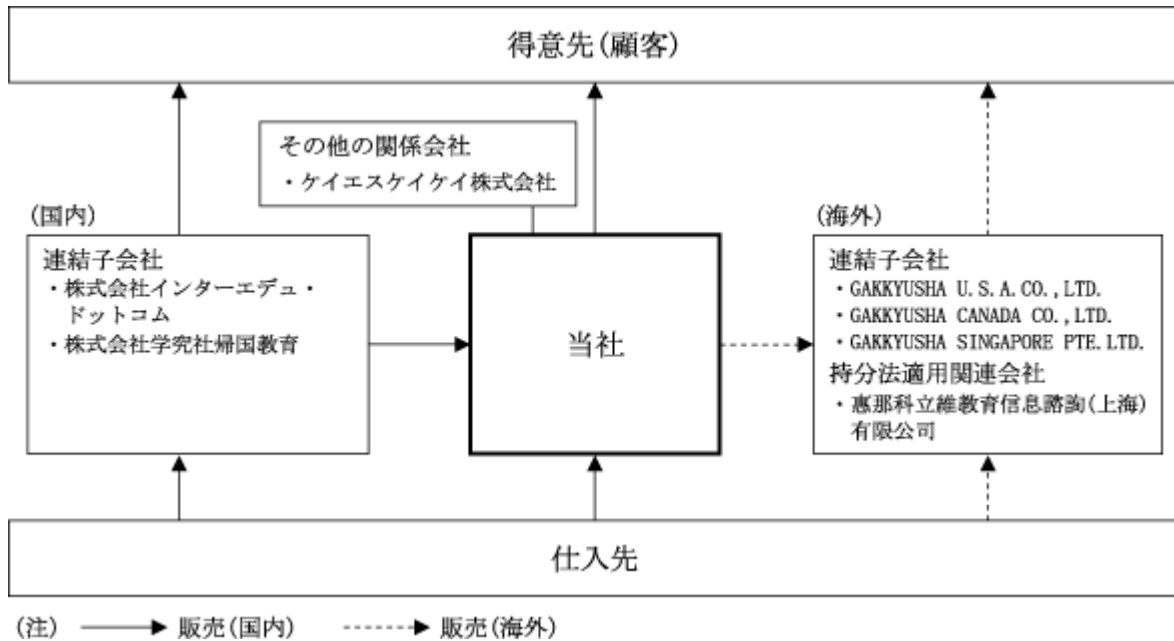 得意先(顧客)
その他の関係会社
・ケイエスケイケイ株式会社
(国内)
連結子会社
・株式会社インターエデュ・
ドットコム
・株式会社学究社帰国教育
当社
(海外)
連結子会社
・GAKKYUSHA U.S.A.CO.,LTD.
・GAKKYUSHA CANADA CO.,LTD.
・GAKKYUSHA SINGAPORE PTE.LTD.
持分法適用関連会社
・惠那科立維教育信息諮詢(上海)
有限公司
仕入先
(注) 販売(国内) 販売(海外)